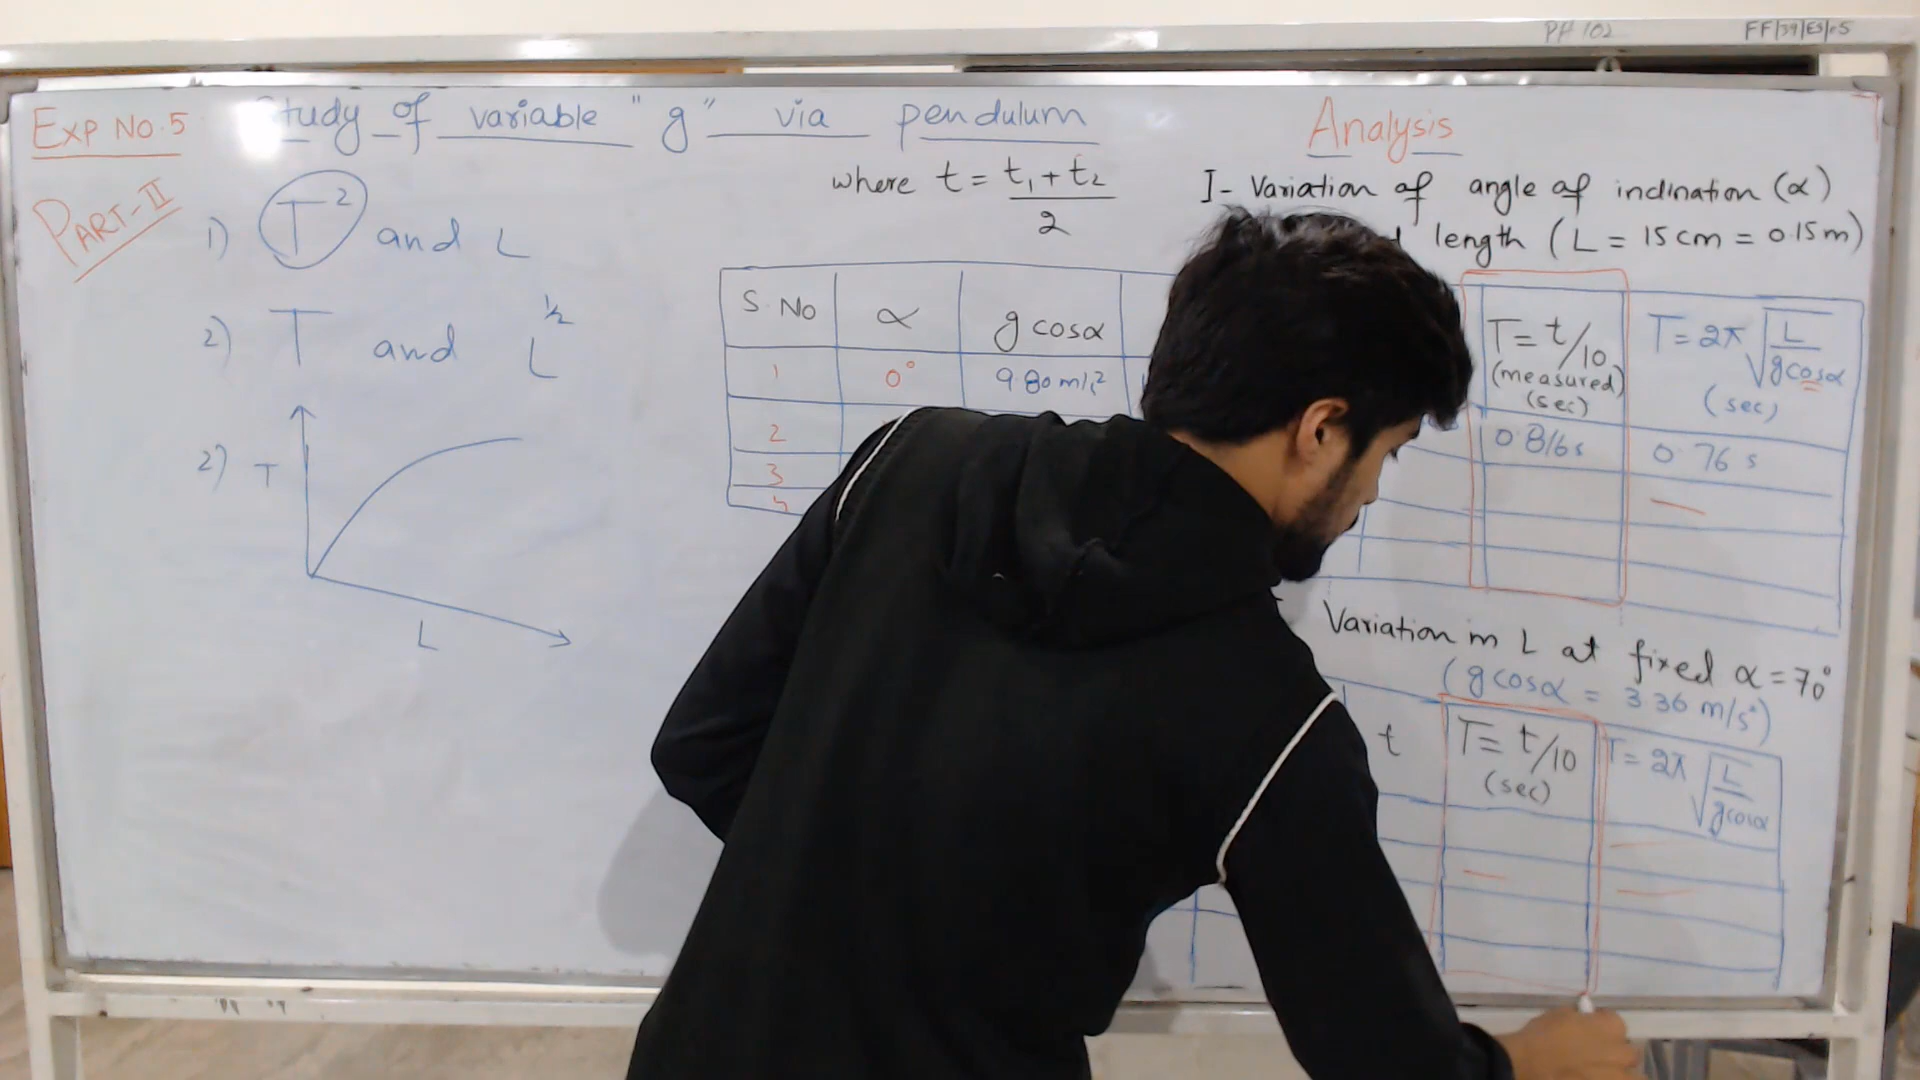 PH 102
FF/39/ES/05
EXP NO.5
Study of variable "g" via pendulum
PART-II
1) T² and L
2) T and L^½
2) T
L
where t = t₁ + t₂ / 2
Analysis
I- Variation of angle of inclination (α)
length (L = 15 cm = 0.15 m)
S. No α g cosα
T = t/10 (measured) (sec)
T = 2π √(L / g cosα) (sec)
1 0° 9.80 m/s²
0.816 s 0.76 s
2
3
Variation in L at fixed α = 70°
(g cosα = 3.36 m/s²)
t T = t/10 (sec) T = 2π √(L / g cosα)